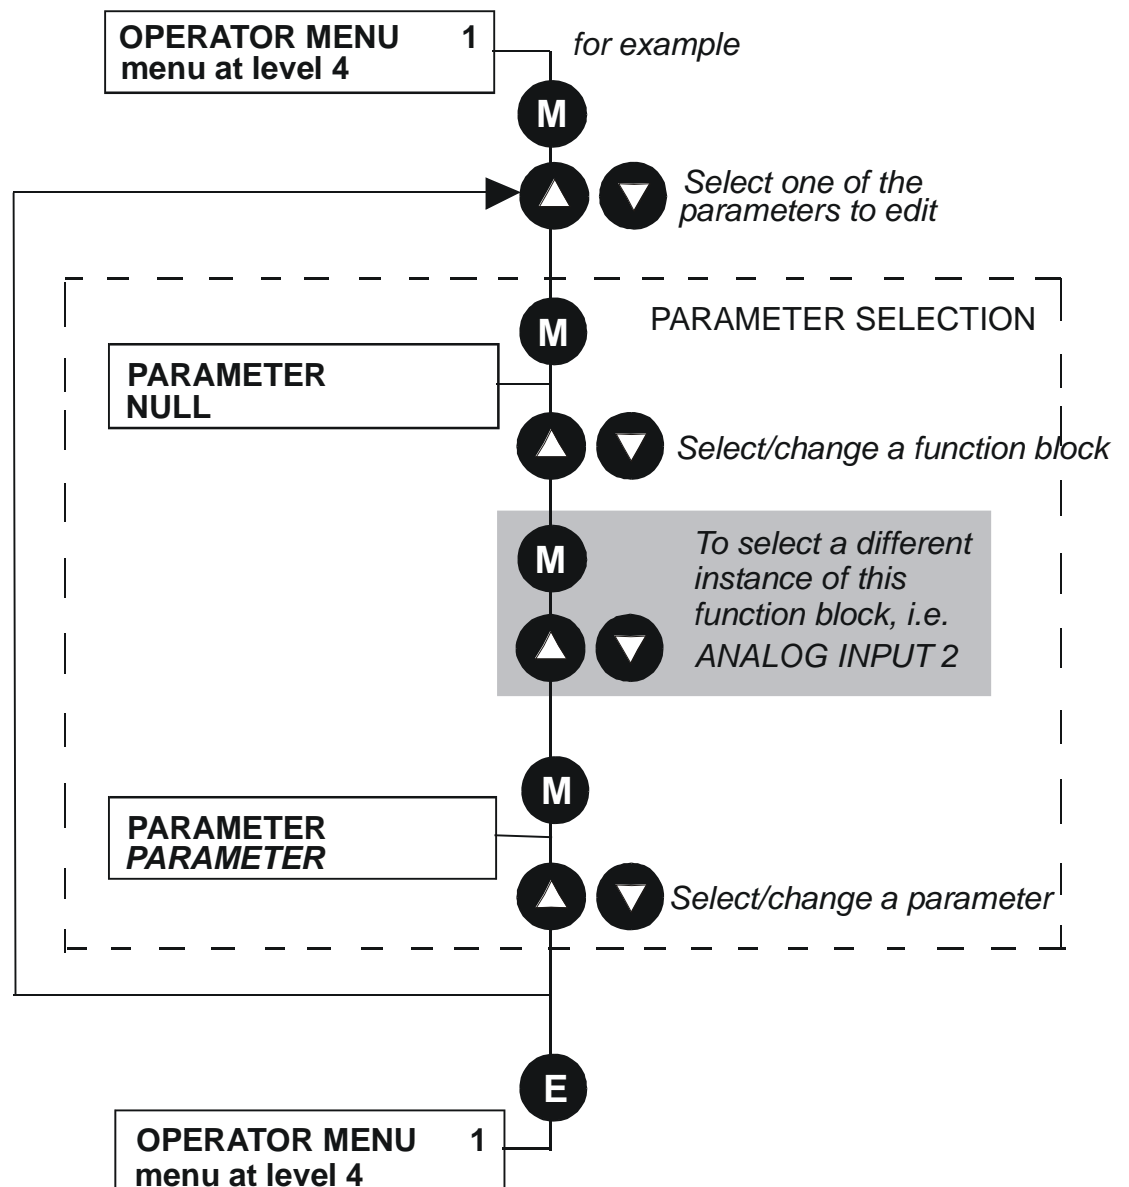 OPERATOR MENU 1
menu at level 4
for example
M
Select one of the
parameters to edit
M
PARAMETER SELECTION
PARAMETER
NULL
Select/change a function block
M
To select a different
instance of this
function block, i.e.
ANALOG INPUT 2
M
PARAMETER
PARAMETER
Select/change a parameter
E
OPERATOR MENU 1
menu at level 4